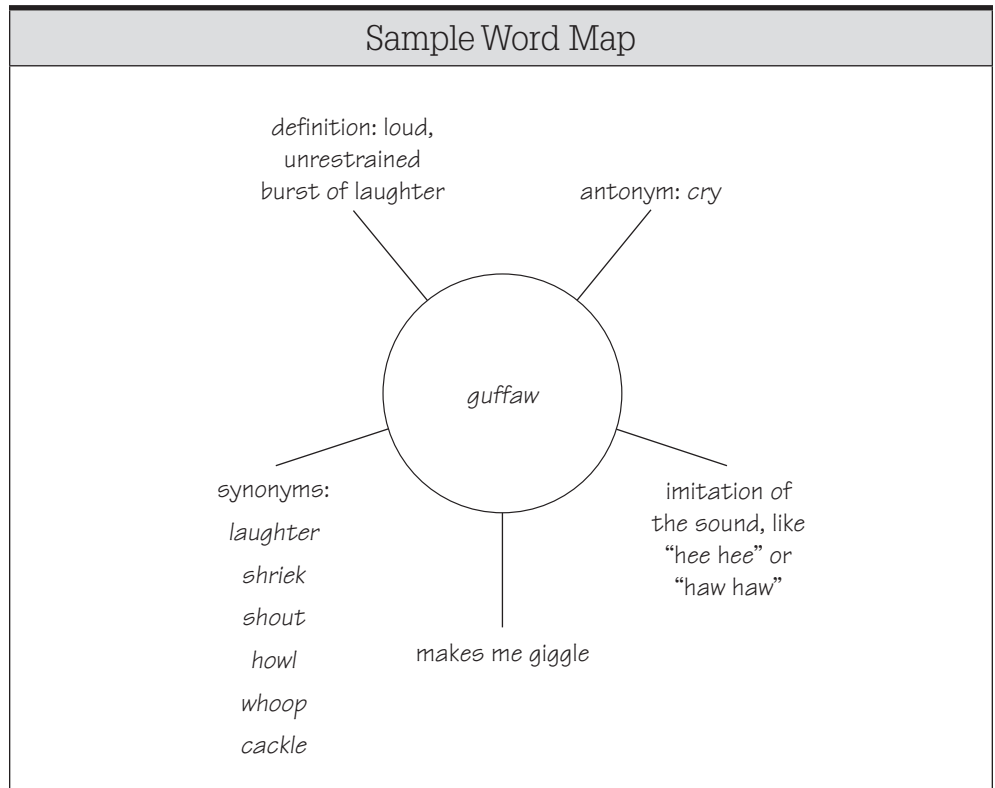 Sample Word Map
definition: loud,
unrestrained
burst of laughter
antonym: cry
guffaw
synonyms:
laughter
shriek
shout
howl
whoop
cackle
makes me giggle
imitation of
the sound, like
“hee hee” or
“haw haw”